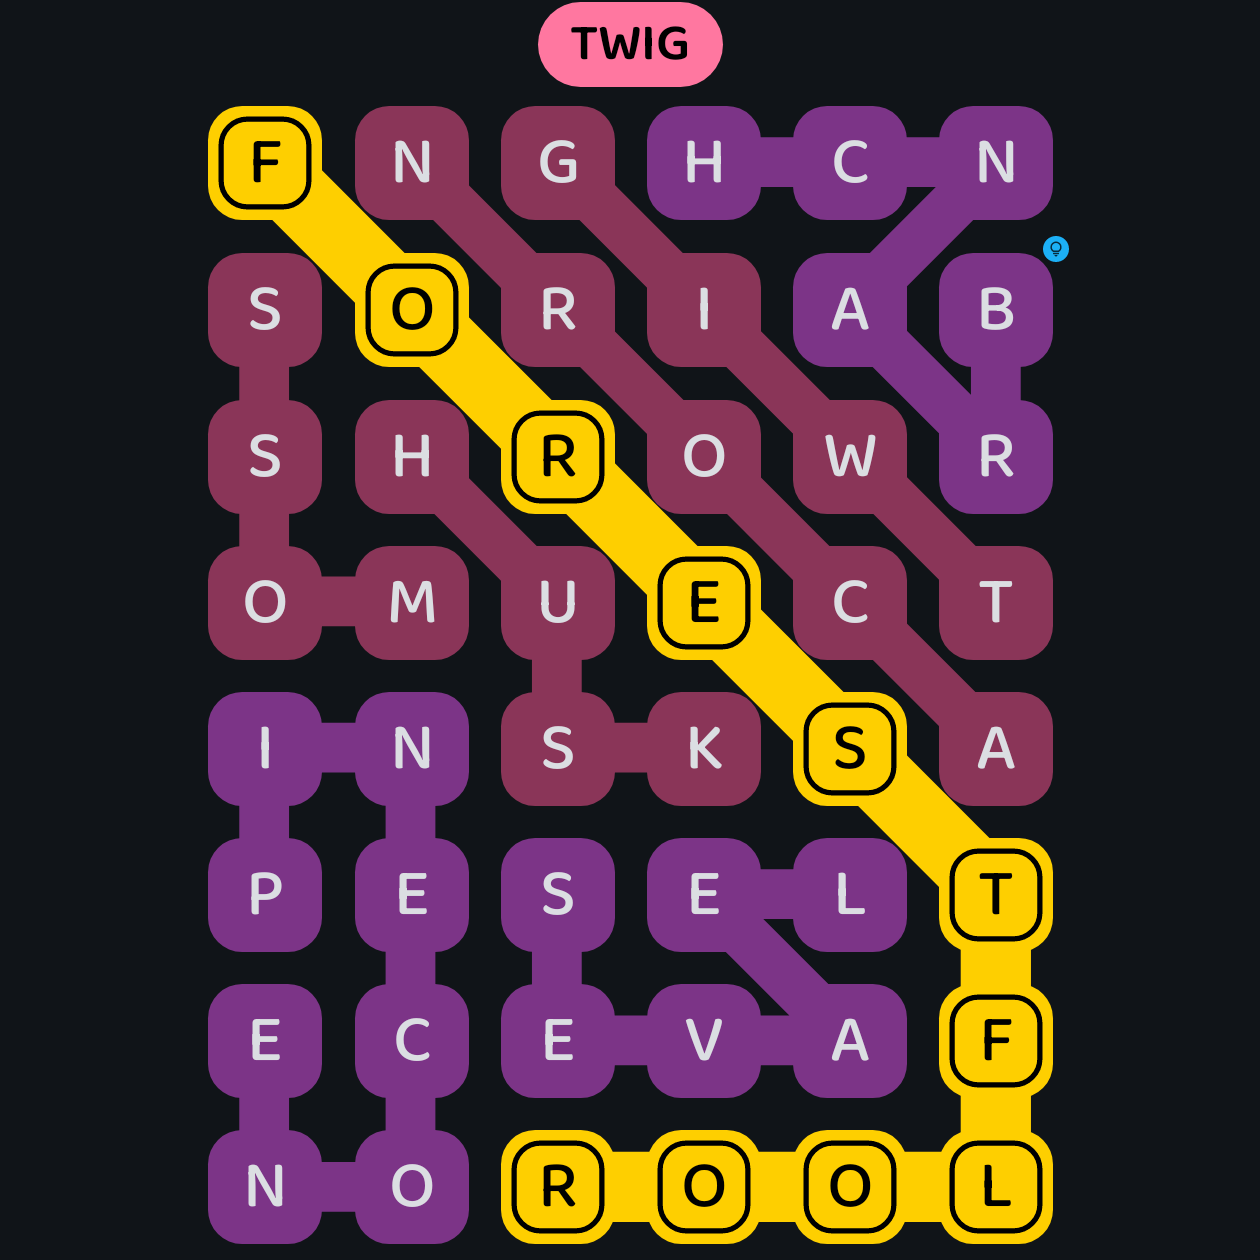 TWIG
F N G H C N
S O R I A B
S H R O W R
O M U E C T
I N S K S A
P E S E L T
E C E V A F
N O R O O L